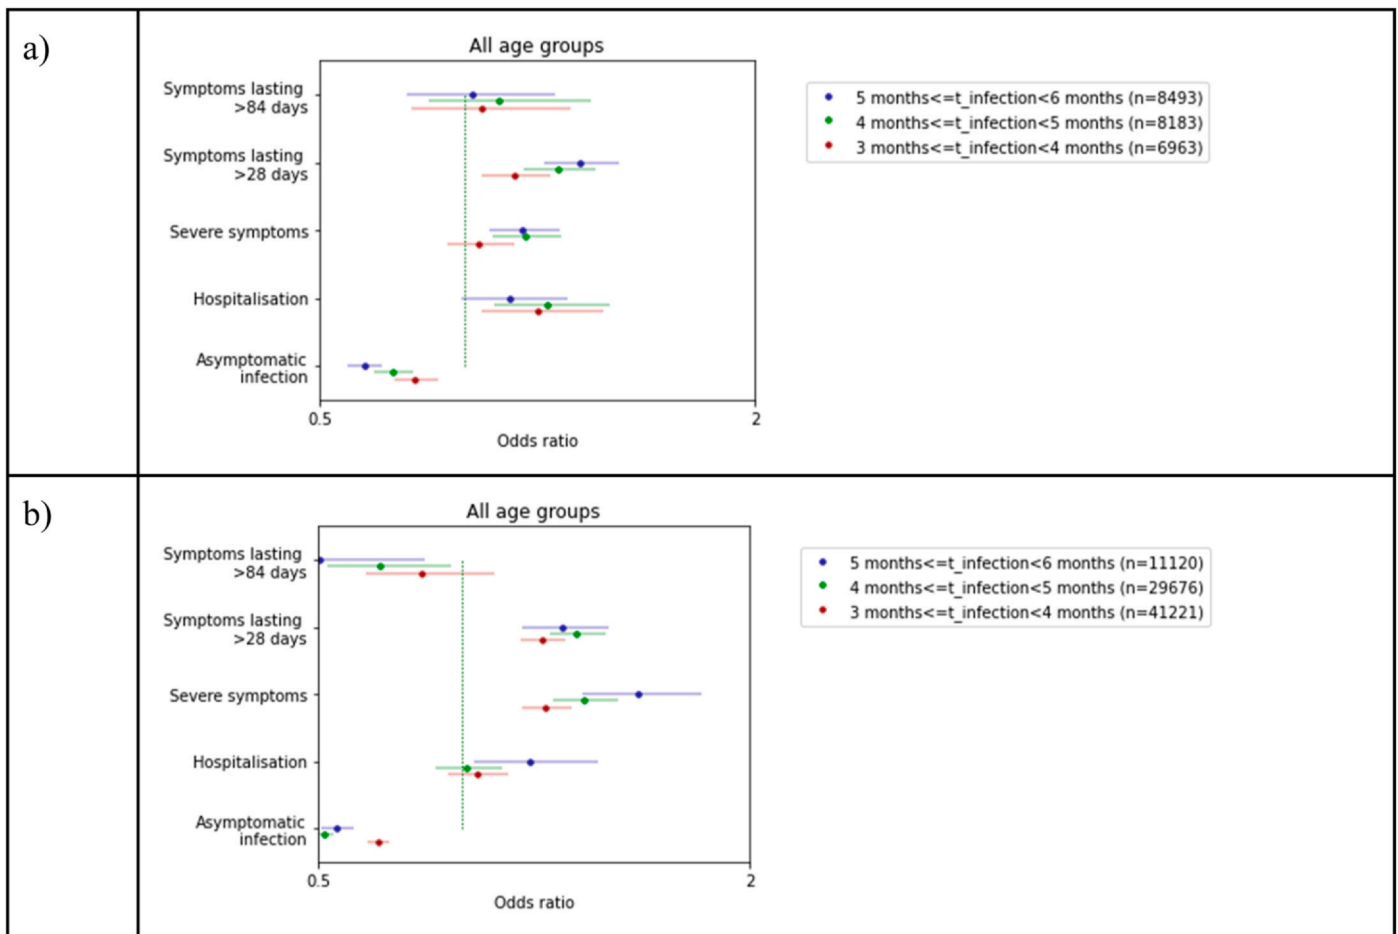 a)
All age groups
Symptoms lasting
>84 days
Symptoms lasting
>28 days
Severe symptoms
Hospitalisation
Asymptomatic
infection
0.5
2
Odds ratio
5 months<=t_infection<6 months (n=8493)
4 months<=t_infection<5 months (n=8183)
3 months<=t_infection<4 months (n=6963)
b)
All age groups
Symptoms lasting
>84 days
Symptoms lasting
>28 days
Severe symptoms
Hospitalisation
Asymptomatic
infection
0.5
2
Odds ratio
5 months<=t_infection<6 months (n=11120)
4 months<=t_infection<5 months (n=29676)
3 months<=t_infection<4 months (n=41221)